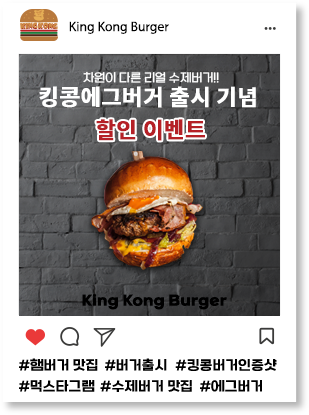 KING KONG
King Kong Burger
차원이 다른 리얼 수제버거!!
킹콩에그버거 출시 기념
할인 이벤트
King Kong Burger
#햄버거 맛집 #버거출시 #킹콩버거인증샷
#먹스타그램 #수제버거 맛집 #에그버거